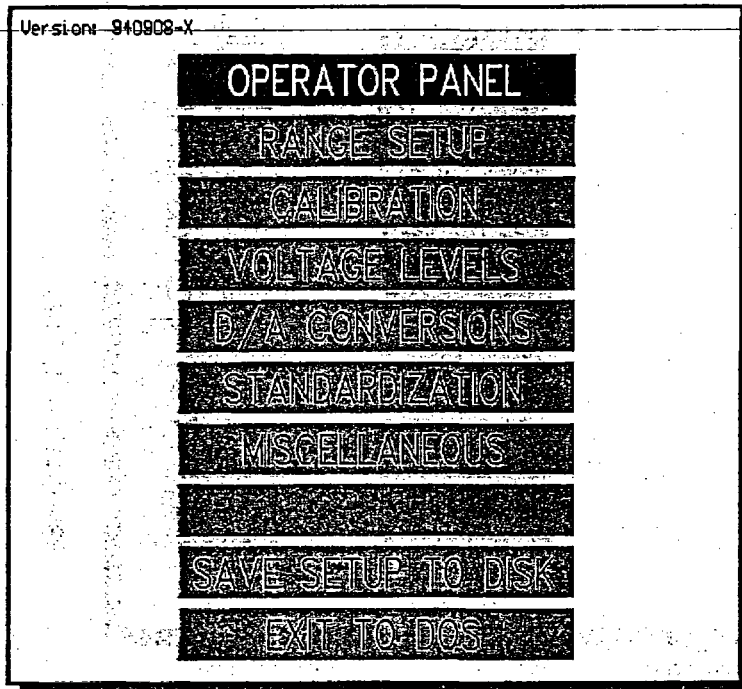 Version: 940908-X
OPERATOR PANEL
RANGE SETUP
CALIBRATION
VOLTAGE LEVELS
D/A CONVERSIONS
STANDARDIZATION
MISCELLANEOUS
SAVE SETUP TO DISK
EXIT TO DOS